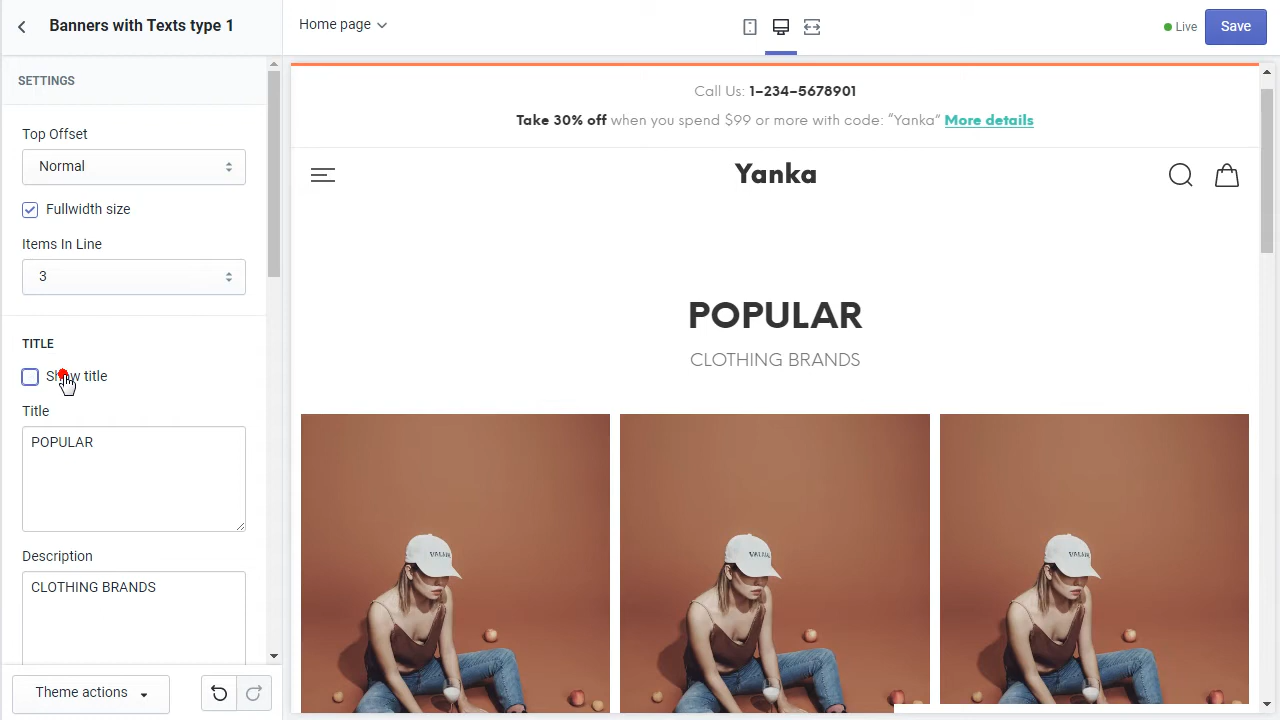 Banners with Texts type 1
Home page
Live
Save
SETTINGS
Top Offset
Normal
Fullwidth size
Items In Line
3
TITLE
Show title
Title
POPULAR
Description
CLOTHING BRANDS
Theme actions
Call Us: 1-234-5678901
Take 30% off when you spend $99 or more with code: "Yanka" More details
Yanka
POPULAR
CLOTHING BRANDS